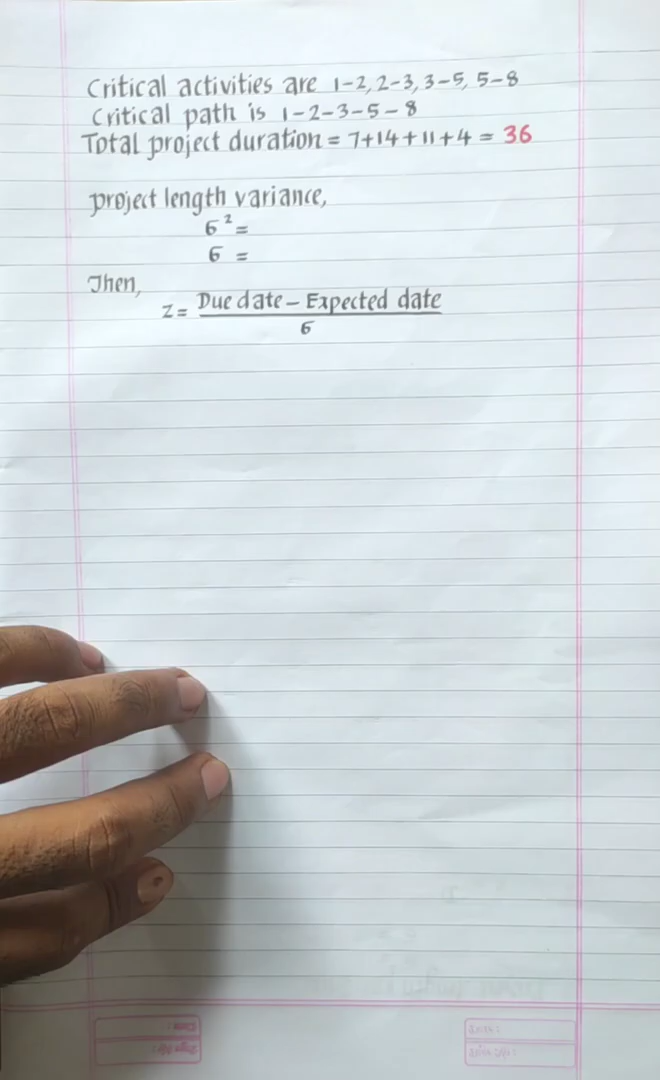 Critical activities are 1-2, 2-3, 3-5, 5-8
Critical path is 1-2-3-5-8
Total project duration = 7+14+11+4 = 36
project length variance,
6² =
6 =
Then,
z = Due date - Expected date
6